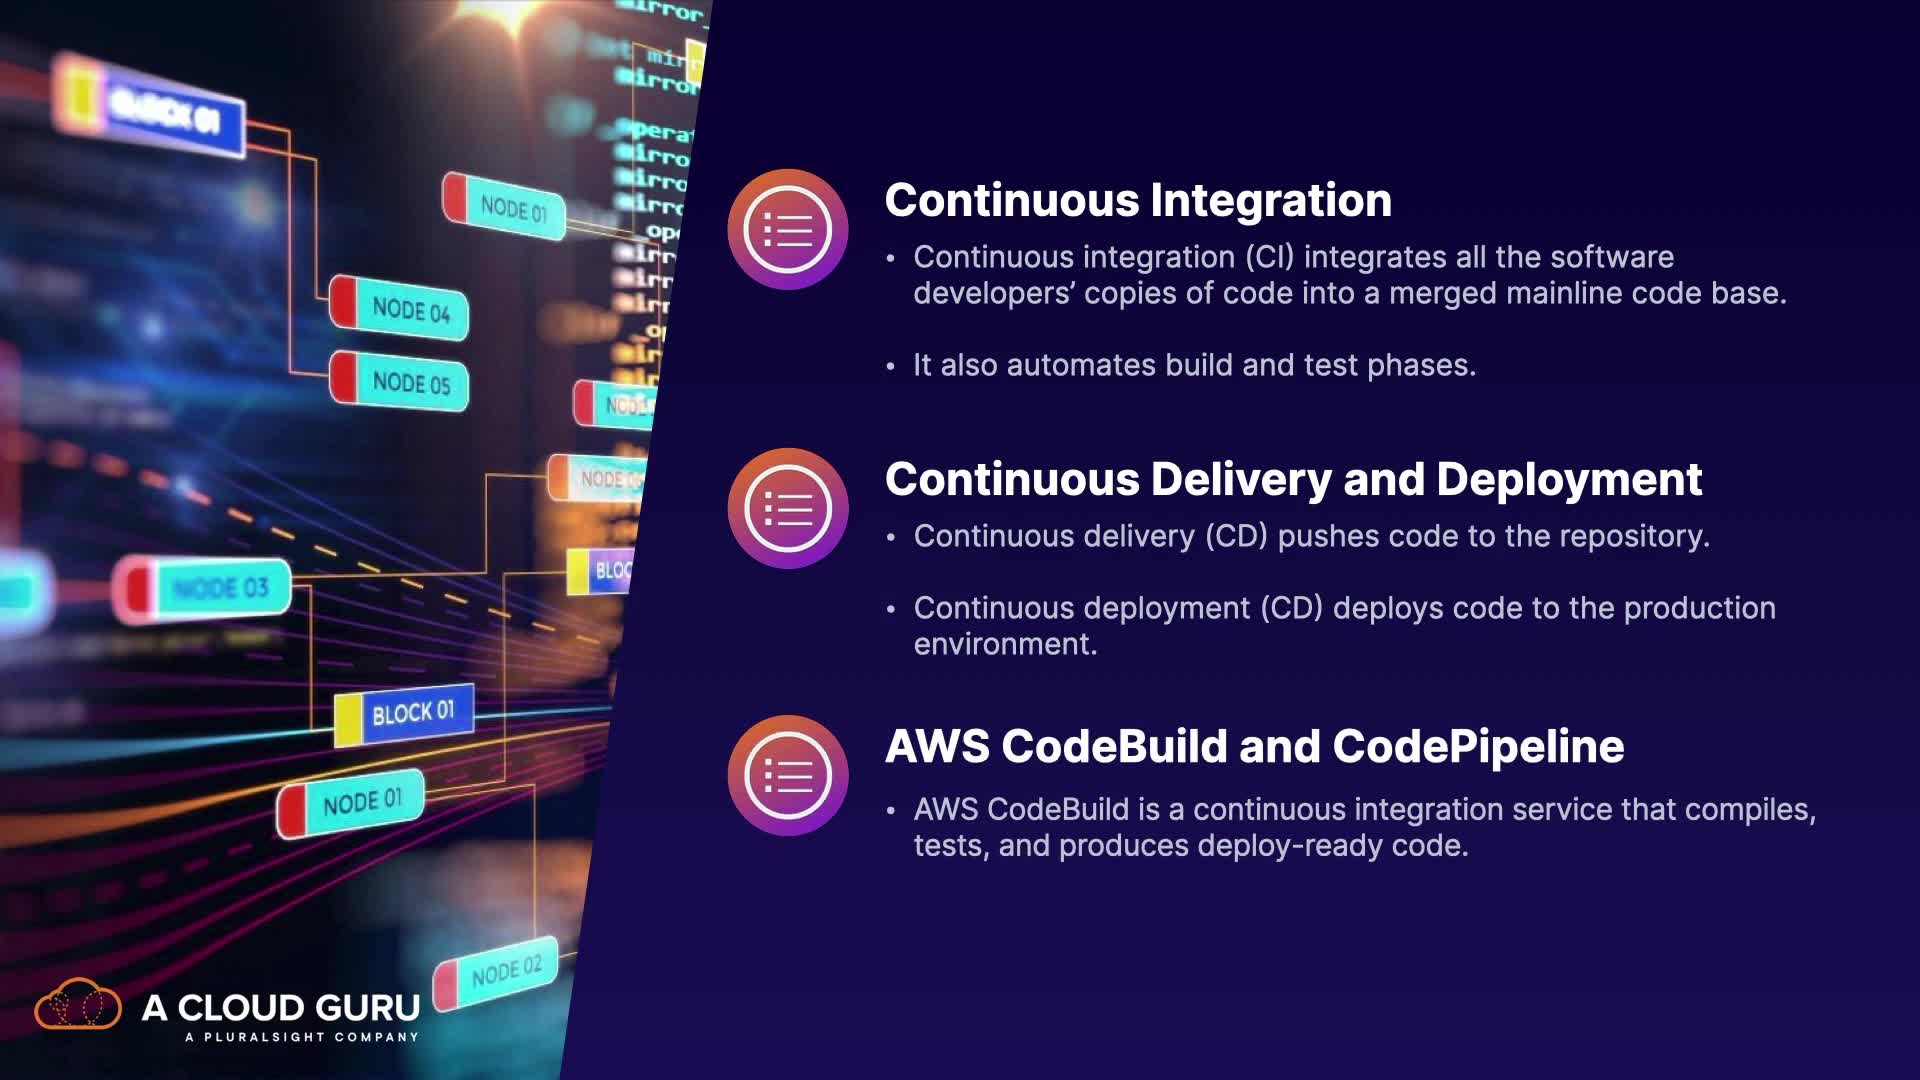 BLOCK 01
NODE 01
NODE 04
NODE 05
NODE 03
BLOCK 01
NODE 01
NODE 02
Continuous Integration
• Continuous integration (CI) integrates all the software
developers’ copies of code into a merged mainline code base.
• It also automates build and test phases.
Continuous Delivery and Deployment
• Continuous delivery (CD) pushes code to the repository.
• Continuous deployment (CD) deploys code to the production
environment.
AWS CodeBuild and CodePipeline
• AWS CodeBuild is a continuous integration service that compiles,
tests, and produces deploy-ready code.
A CLOUD GURU
A PLURALSIGHT COMPANY